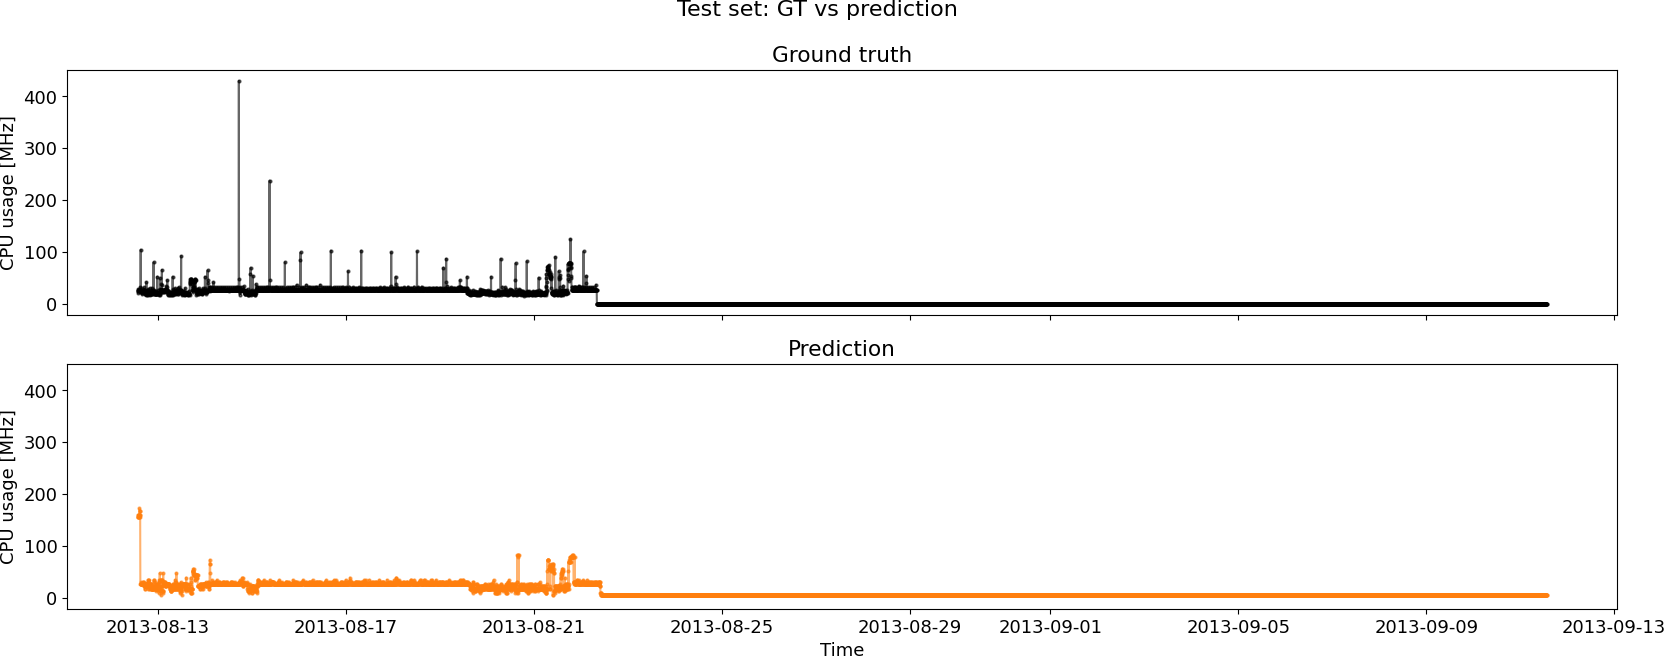 Test set: GT vs prediction
Ground truth
CPU usage [MHz]
400
300
200
100
0
Prediction
CPU usage [MHz]
400
300
200
100
0
2013-08-13 2013-08-17 2013-08-21 2013-08-25 2013-08-29 2013-09-01 2013-09-05 2013-09-09 2013-09-13
Time